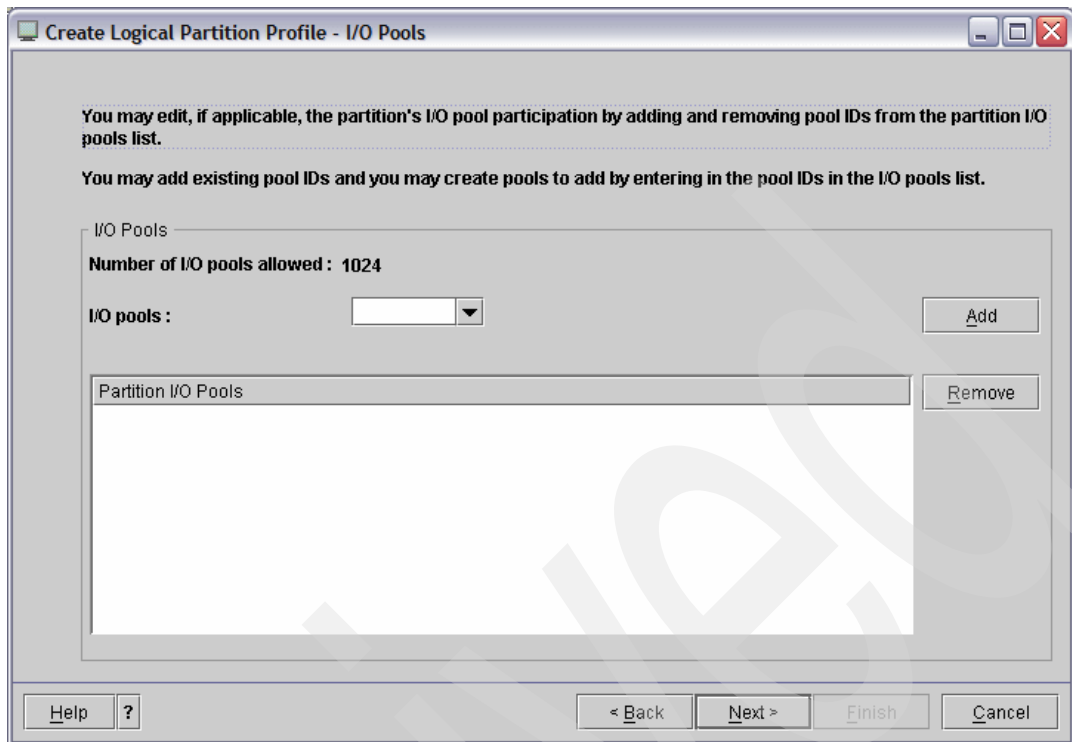 Create Logical Partition Profile - I/O Pools
You may edit, if applicable, the partition's I/O pool participation by adding and removing pool IDs from the partition I/O
pools list.
You may add existing pool IDs and you may create pools to add by entering in the pool IDs in the I/O pools list.
I/O Pools
Number of I/O pools allowed : 1024
I/O pools :
Add
Partition I/O Pools
Remove
Help ? < Back Next > Finish Cancel